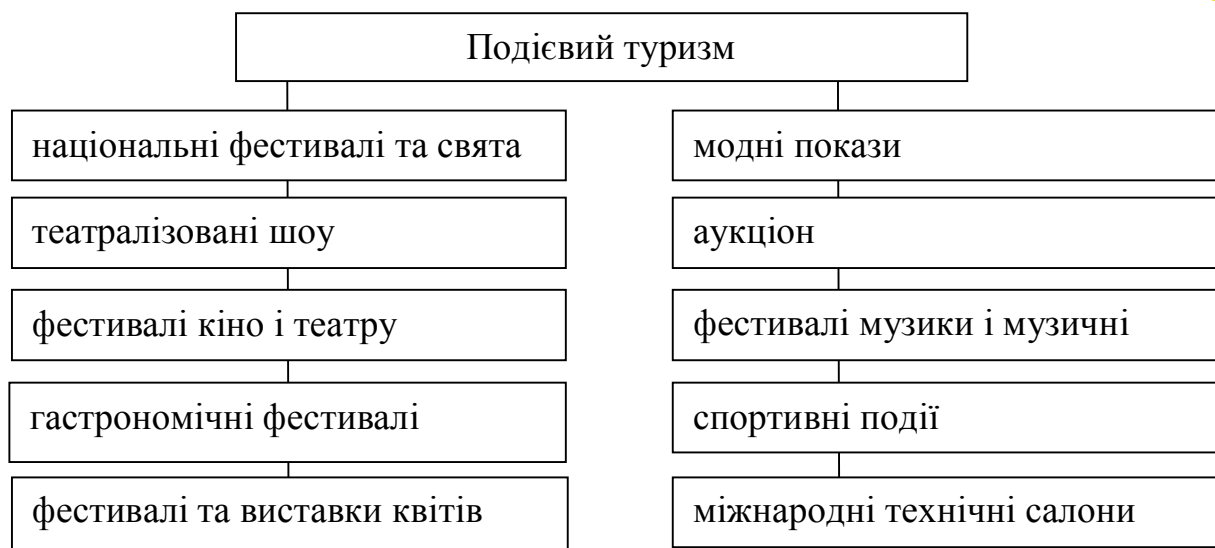 Подієвий туризм
національні фестивалі та свята
театралізовані шоу
фестивалі кіно і театру
гастрономічні фестивалі
фестивалі та виставки квітів
модні покази
аукціон
фестивалі музики і музичні
спортивні події
міжнародні технічні салони